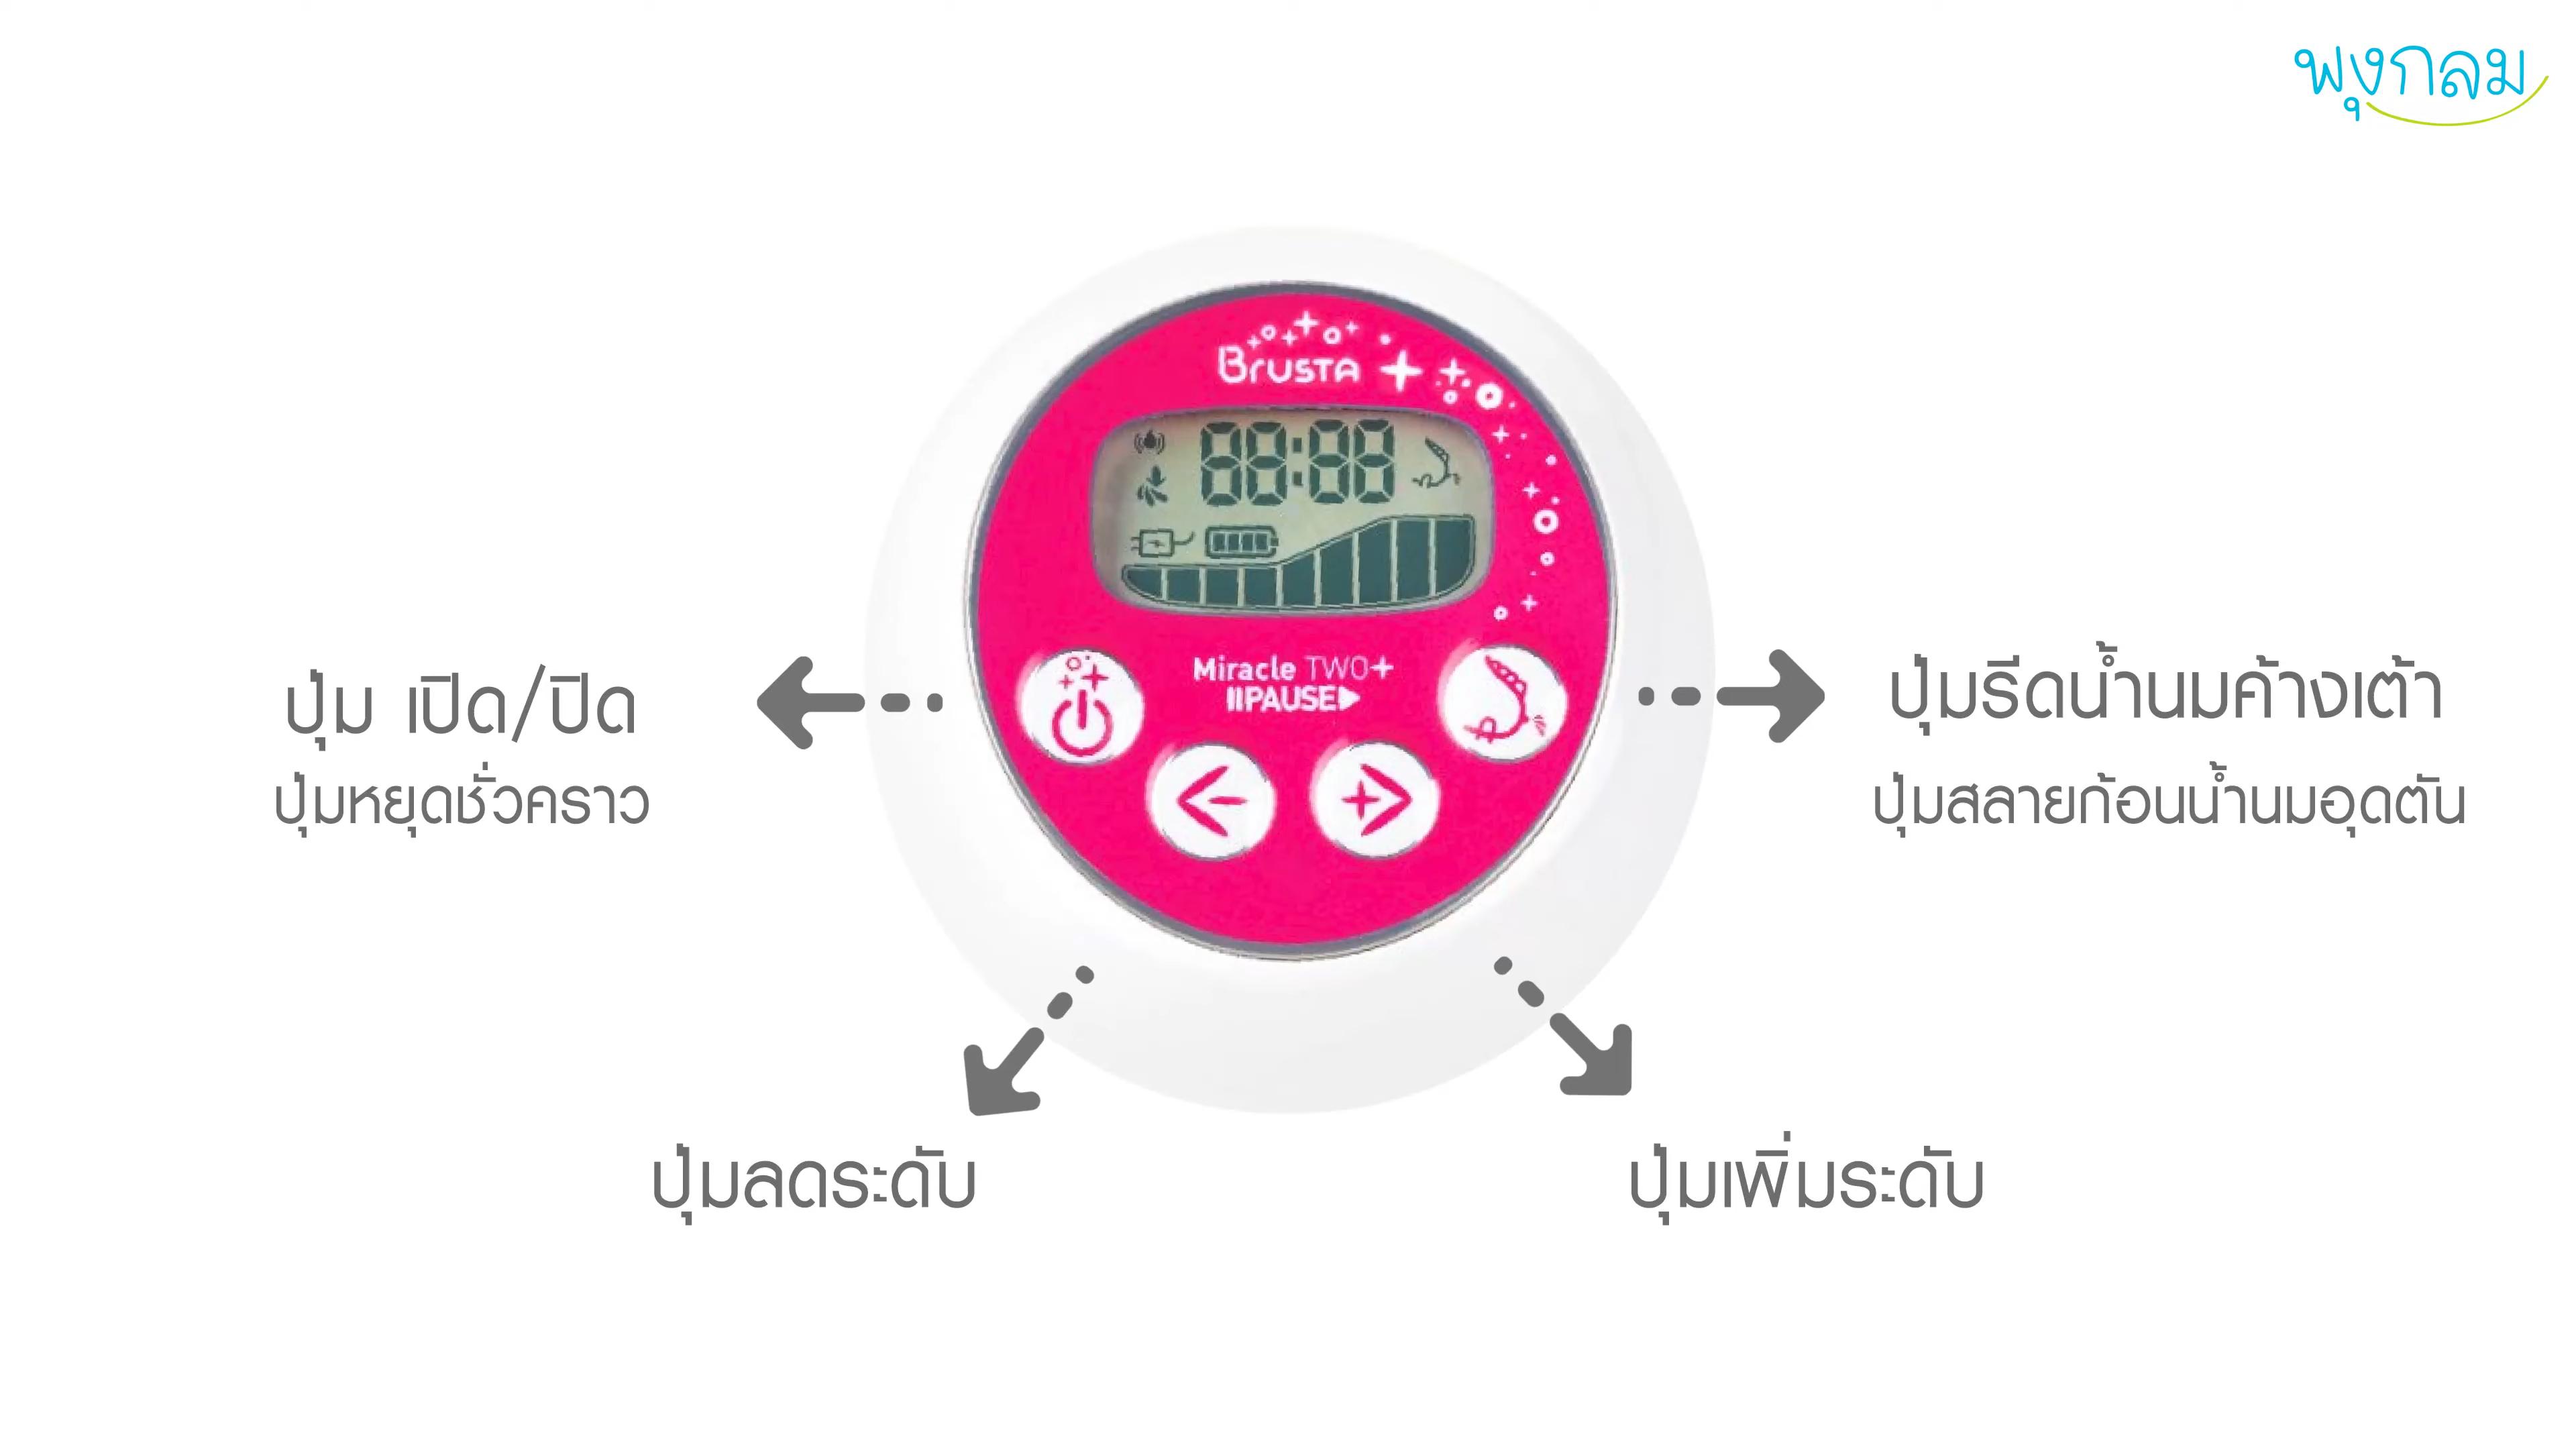 พุงกลม
BrUSTA +
88:88
Miracle TWO+
PAUSE
ปุ่ม เปิด/ปิด
ปุ่มหยุดชั่วคราว
ปุ่มรีดน้ำนมค้างเต้า
ปุ่มสลายก้อนน้ำนมอุดตัน
ปุ่มลดระดับ
ปุ่มเพิ่มระดับ